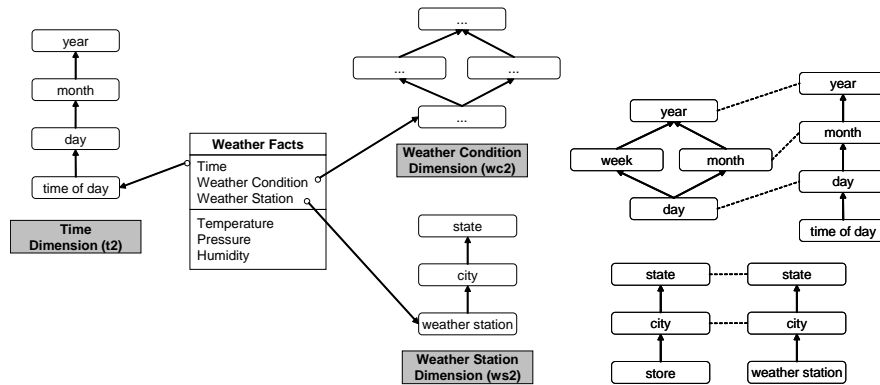 year
month
day
time of day
Time
Dimension (t2)
Weather Facts
Time
Weather Condition
Weather Station
Temperature
Pressure
Humidity
...
...
...
...
Weather Condition
Dimension (wc2)
state
city
weather station
Weather Station
Dimension (ws2)
year
week
month
day
year
month
day
time of day
state
city
store
state
city
weather station